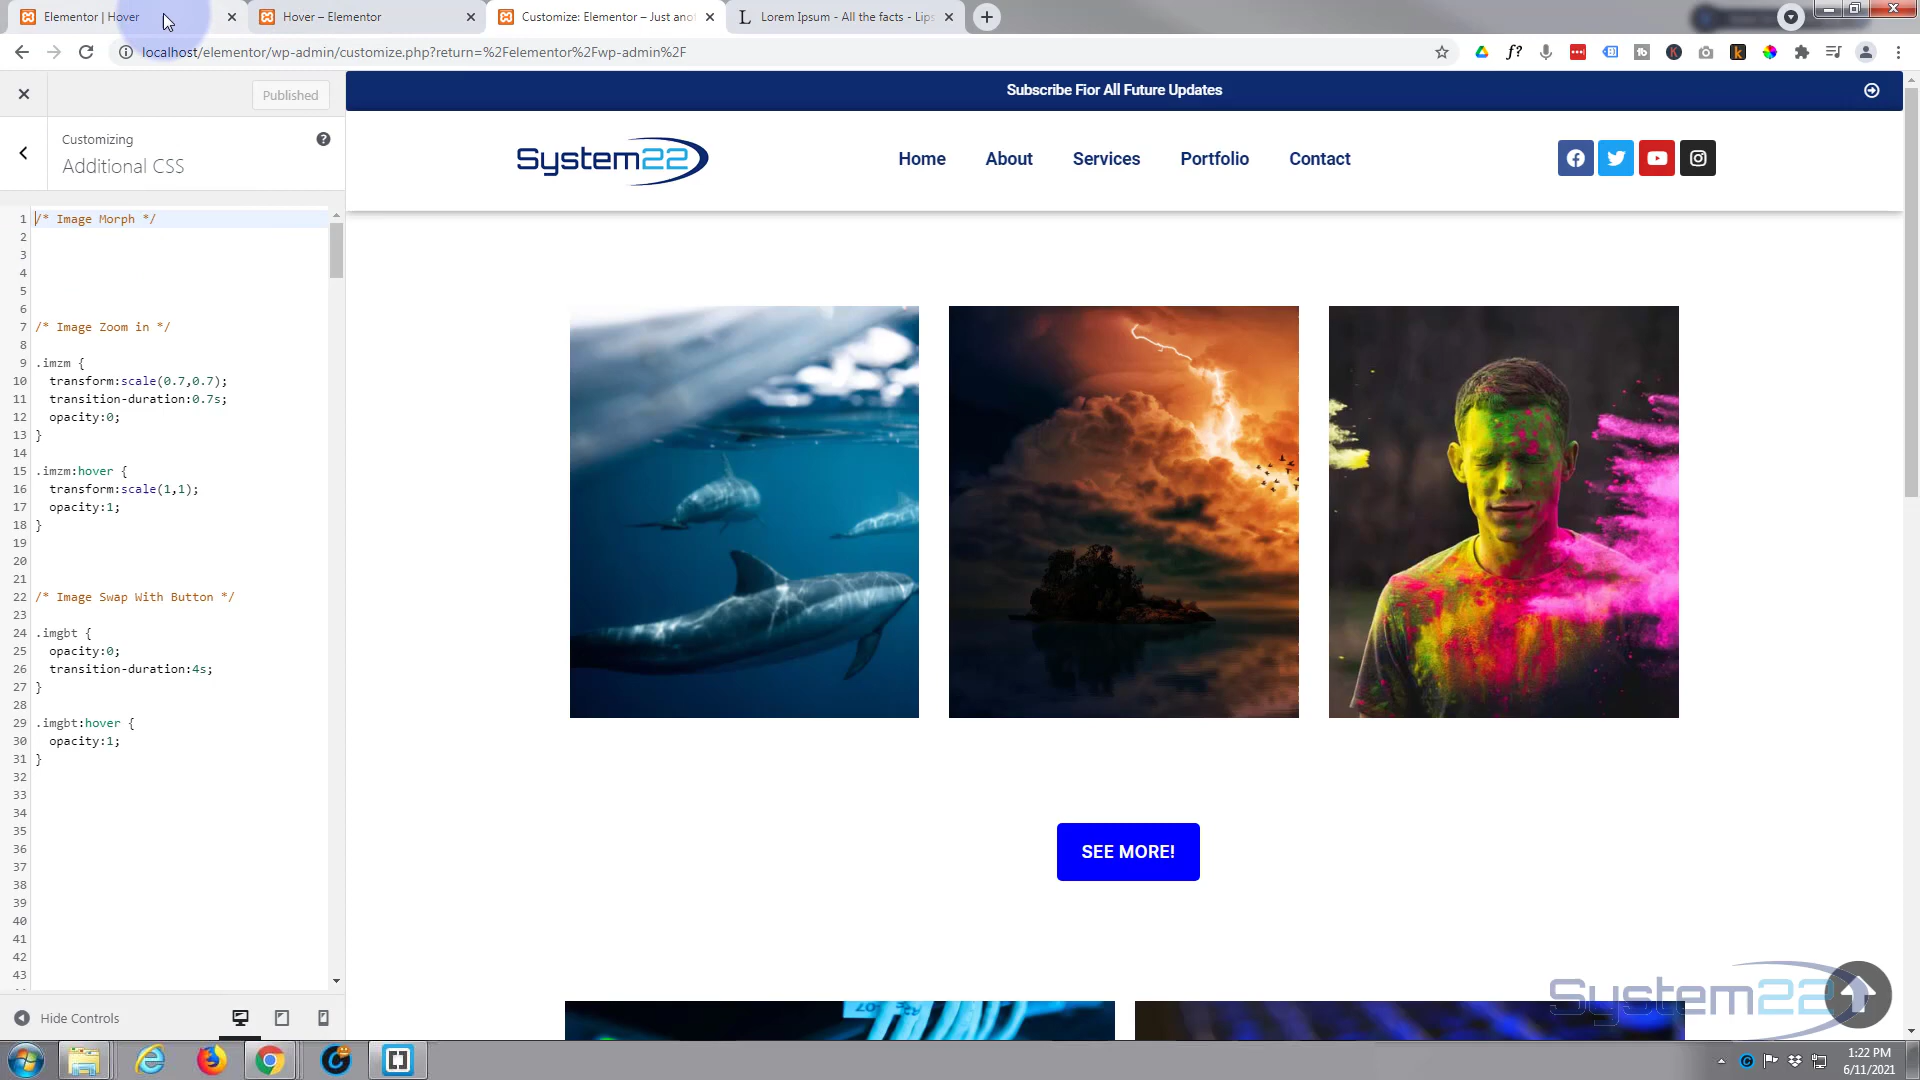 Elementor | Hover
Hover – Elementor
Customize: Elementor – Just ano
Lorem Ipsum - All the facts - Lips
localhost/elementor/wp-admin/customize.php?return=%2Felementor%2Fwp-admin%2F
Published
Customizing
Additional CSS
1 /* Image Morph */
2
3
4
5
6
7 /* Image Zoom in */
8
9 .imzm {
10 transform:scale(0.7,0.7);
11 transition-duration:0.7s;
12 opacity:0;
13 }
14
15 .imzm:hover {
16 transform:scale(1,1);
17 opacity:1;
18 }
19
20
21
22 /* Image Swap With Button */
23
24 .imgbt {
25 opacity:0;
26 transition-duration:4s;
27 }
28
29 .imgbt:hover {
30 opacity:1;
31 }
32
33
34
35
36
37
38
39
40
41
42
43
Hide Controls
Subscribe Fior All Future Updates
System22
Home
About
Services
Portfolio
Contact
SEE MORE!
System22
1:22 PM
6/11/2021